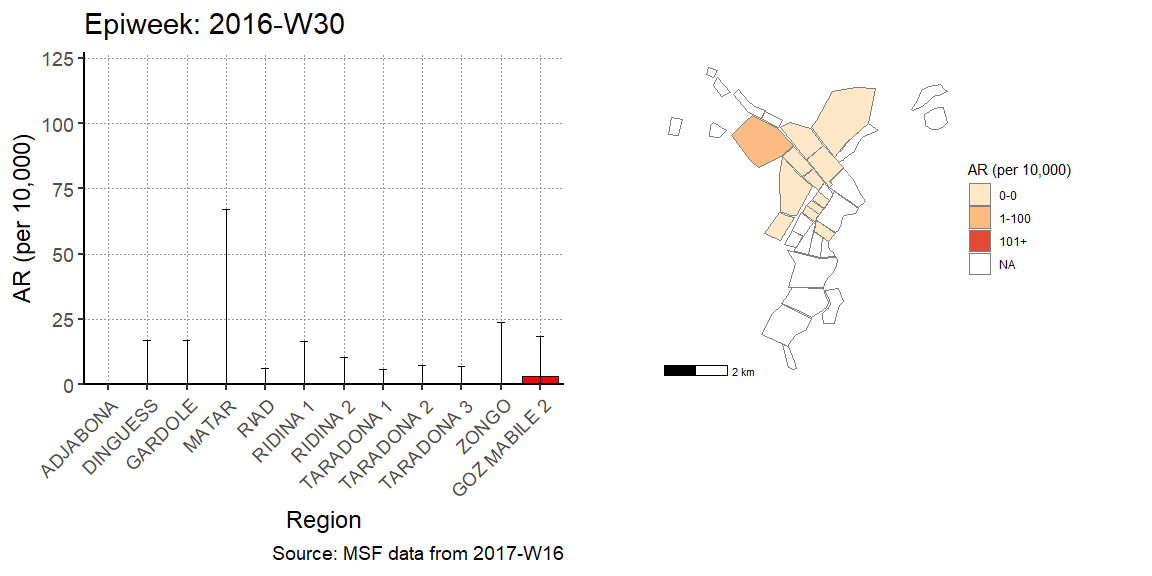 Epiweek: 2016-W30
AR (per 10,000)
125
100
75
50
25
0
ADJABONA
DINGUESS
GARDOLE
MATAR
RIAD
RIDINA 1
RIDINA 2
TARADONA 1
TARADONA 2
TARADONA 3
ZONGO
GOZ MABILE 2
Region
Source: MSF data from 2017-W16
AR (per 10,000)
0-0
1-100
101+
NA
2 km